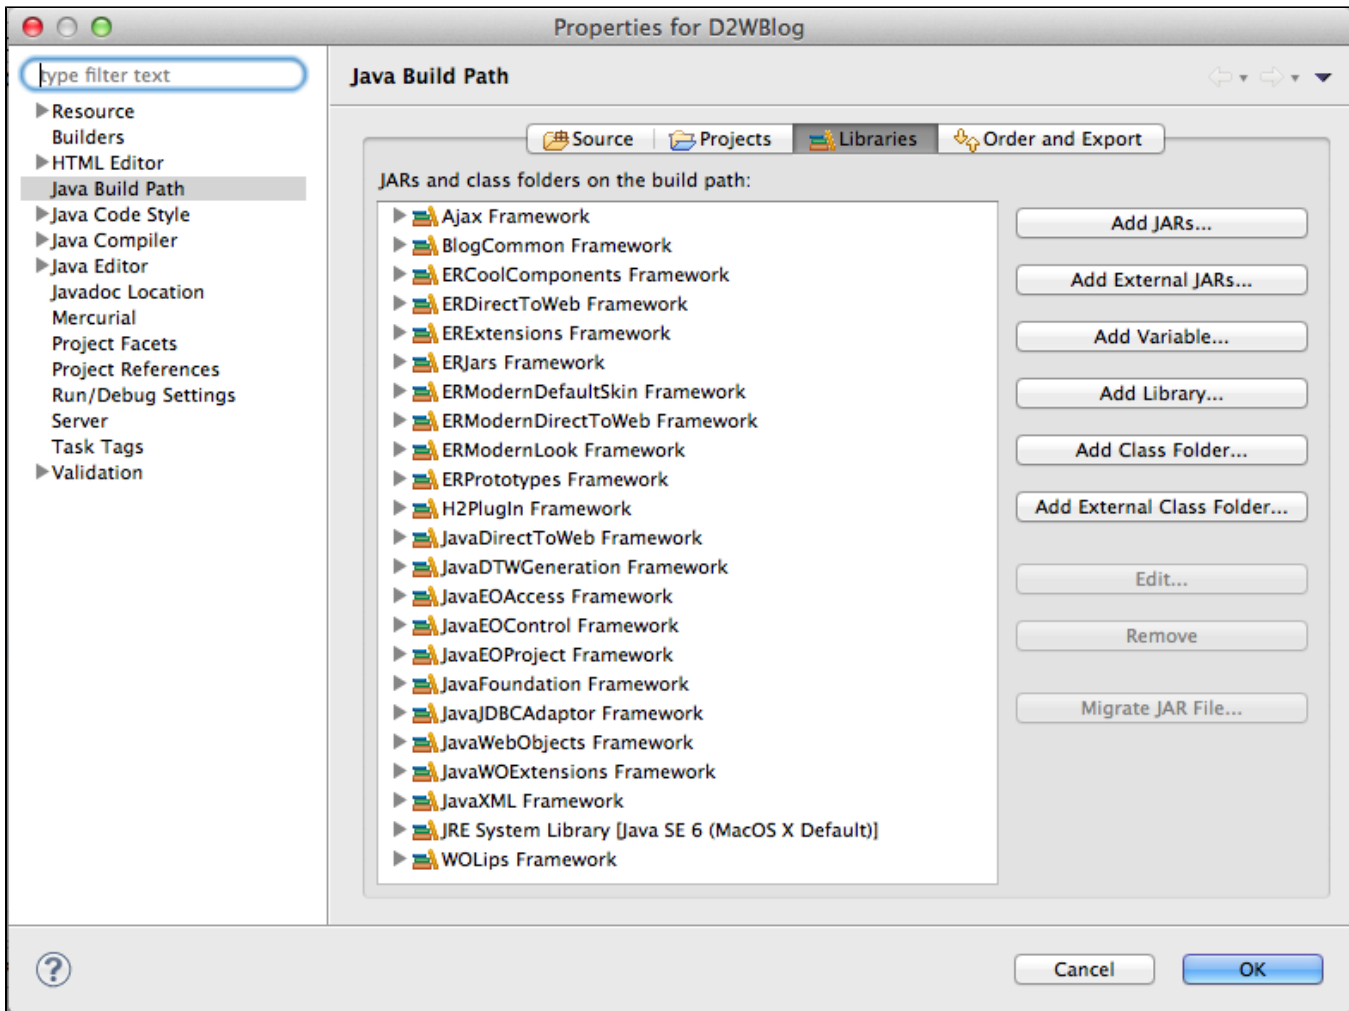 Properties for D2WBlog
type filter text
Resource
Builders
HTML Editor
Java Build Path
Java Code Style
Java Compiler
Java Editor
Javadoc Location
Mercurial
Project Facets
Project References
Run/Debug Settings
Server
Task Tags
Validation
Java Build Path
Source Projects Libraries Order and Export
JARs and class folders on the build path:
Ajax Framework
BlogCommon Framework
ERCoolComponents Framework
ERDirectToWeb Framework
ERExtensions Framework
ERJars Framework
ERModernDefaultSkin Framework
ERModernDirectToWeb Framework
ERModernLook Framework
ERPrototypes Framework
H2PlugIn Framework
JavaDirectToWeb Framework
JavaDTWGeneration Framework
JavaEOAccess Framework
JavaEOControl Framework
JavaEOProject Framework
JavaFoundation Framework
JavaJDBCAdaptor Framework
JavaWebObjects Framework
JavaWOExtensions Framework
JavaXML Framework
JRE System Library [Java SE 6 (MacOS X Default)]
WOLips Framework
Add JARs...
Add External JARs...
Add Variable...
Add Library...
Add Class Folder...
Add External Class Folder...
Edit...
Remove
Migrate JAR File...
?
Cancel OK